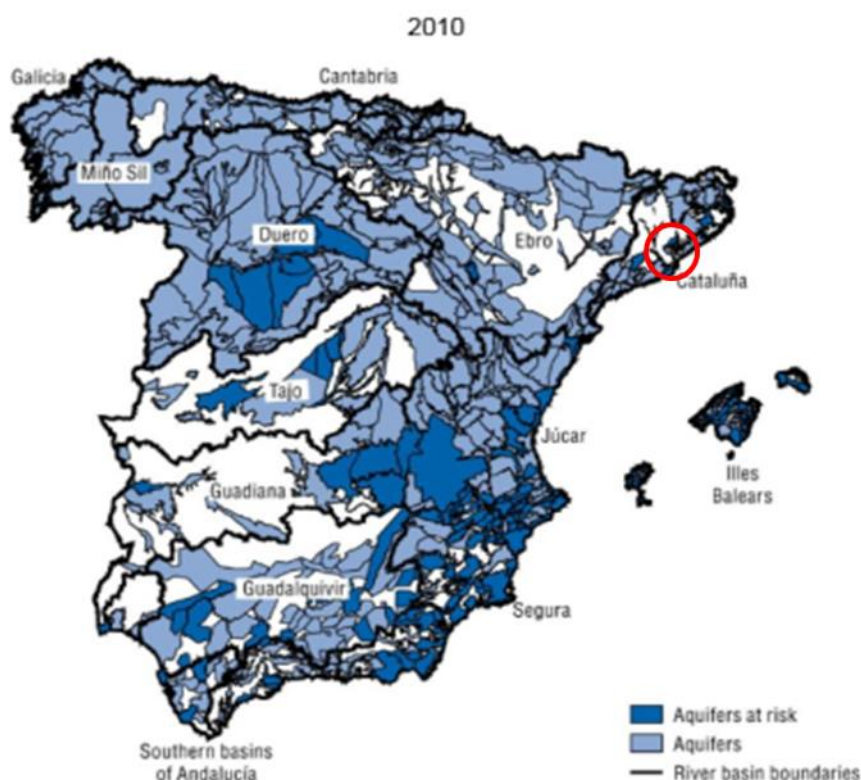 2010
Galicia
Cantabria
Miño Sil
Duero
Ebro
Cataluña
Tajo
Júcar
Illes
Balears
Guadiana
Guadalquivir
Segura
Southern basins
of Andalucía
Aquifers at risk
Aquifers
River basin boundaries